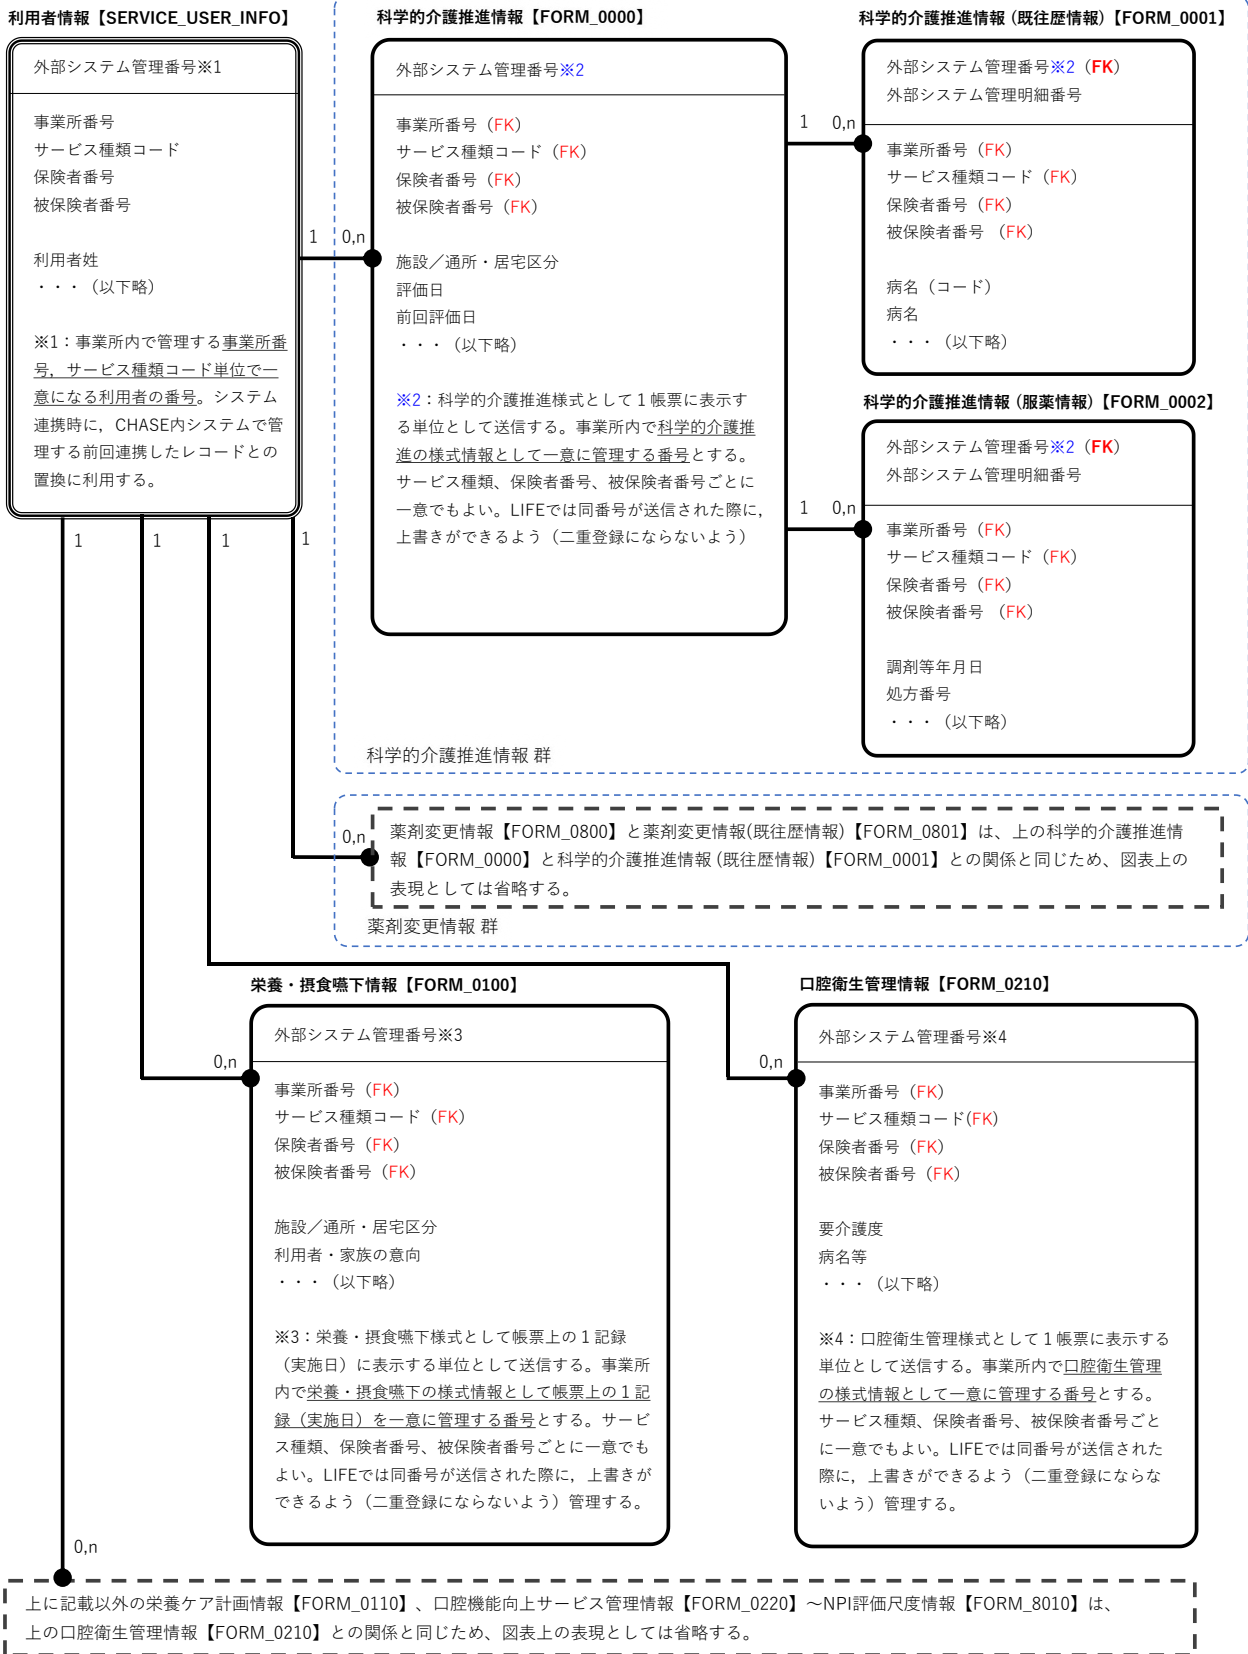 利用者情報【SERVICE_USER_INFO】
外部システム管理番号※1
事業所番号
サービス種類コード
保険者番号
被保険者番号
利用者姓
・・・（以下略）
※1：事業所内で管理する事業所番
号，サービス種類コード単位で一
意になる利用者の番号。システム
連携時に，CHASE内システムで管
理する前回連携したレコードとの
置換に利用する。
1
0,n
1
1
1
1
科学的介護推進情報【FORM_0000】
外部システム管理番号※2
事業所番号（FK）
サービス種類コード（FK）
保険者番号（FK）
被保険者番号（FK）
施設／通所・居宅区分
評価日
前回評価日
・・・（以下略）
※2：科学的介護推進様式として１帳票に表示す
る単位として送信する。事業所内で科学的介護推
進の様式情報として一意に管理する番号とする。
サービス種類、保険者番号、被保険者番号ごとに
一意でもよい。LIFEでは同番号が送信された際に，
上書きができるよう（二重登録にならないよう）
1
0,n
科学的介護推進情報 (既往歴情報)【FORM_0001】
外部システム管理番号※2（FK）
外部システム管理明細番号
事業所番号（FK）
サービス種類コード（FK）
保険者番号（FK）
被保険者番号 （FK）
病名（コード）
病名
・・・（以下略）
1
0,n
科学的介護推進情報 (服薬情報)【FORM_0002】
外部システム管理番号※2（FK）
外部システム管理明細番号
事業所番号（FK）
サービス種類コード（FK）
保険者番号（FK）
被保険者番号 （FK）
調剤等年月日
処方番号
・・・（以下略）
科学的介護推進情報 群
0,n
薬剤変更情報【FORM_0800】と薬剤変更情報(既往歴情報)【FORM_0801】は、上の科学的介護推進情
報【FORM_0000】と科学的介護推進情報 (既往歴情報)【FORM_0001】との関係と同じため、図表上の
表現としては省略する。
薬剤変更情報 群
栄養・摂食嚥下情報【FORM_0100】
0,n
外部システム管理番号※3
事業所番号（FK）
サービス種類コード（FK）
保険者番号（FK）
被保険者番号（FK）
施設／通所・居宅区分
利用者・家族の意向
・・・（以下略）
※3：栄養・摂食嚥下様式として帳票上の１記録
（実施日）に表示する単位として送信する。事業所
内で栄養・摂食嚥下の様式情報として帳票上の１記
録（実施日）を一意に管理する番号とする。サービ
ス種類、保険者番号、被保険者番号ごとに一意でも
よい。LIFEでは同番号が送信された際に，上書きが
できるよう（二重登録にならないよう）管理する。
口腔衛生管理情報【FORM_0210】
0,n
外部システム管理番号※4
事業所番号（FK）
サービス種類コード(FK)
保険者番号（FK）
被保険者番号（FK）
要介護度
病名等
・・・（以下略）
※4：口腔衛生管理様式として１帳票に表示する
単位として送信する。事業所内で口腔衛生管理
の様式情報として一意に管理する番号とする。
サービス種類、保険者番号、被保険者番号ごと
に一意でもよい。LIFEでは同番号が送信された
際に，上書きができるよう（二重登録にならな
いよう）管理する。
0,n
上に記載以外の栄養ケア計画情報【FORM_0110】、口腔機能向上サービス管理情報【FORM_0220】～NPI評価尺度情報【FORM_8010】は、
上の口腔衛生管理情報【FORM_0210】との関係と同じため、図表上の表現としては省略する。